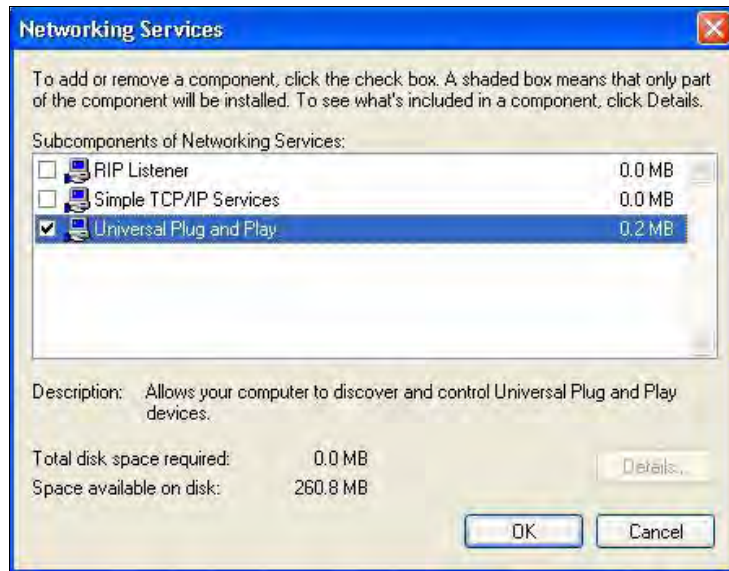 Networking Services
To add or remove a component, click the check box. A shaded box means that only part
of the component will be installed. To see what's included in a component, click Details.
Subcomponents of Networking Services:
RIP Listener 0.0 MB
Simple TCP/IP Services 0.0 MB
Universal Plug and Play 0.2 MB
Description: Allows your computer to discover and control Universal Plug and Play
devices.
Total disk space required: 0.0 MB
Details...
Space available on disk: 260.8 MB
OK Cancel